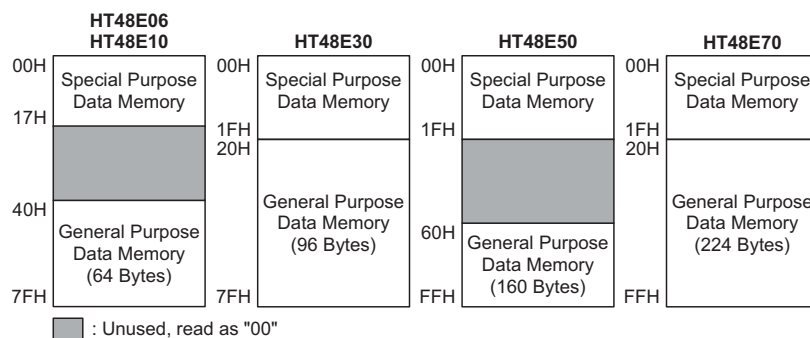 HT48E06
HT48E10
00H
Special Purpose
Data Memory
17H
40H
General Purpose
Data Memory
(64 Bytes)
7FH
HT48E30
00H
Special Purpose
Data Memory
1FH
20H
General Purpose
Data Memory
(96 Bytes)
7FH
HT48E50
00H
Special Purpose
Data Memory
1FH
60H
General Purpose
Data Memory
(160 Bytes)
FFH
HT48E70
00H
Special Purpose
Data Memory
1FH
20H
General Purpose
Data Memory
(224 Bytes)
FFH
: Unused, read as "00"